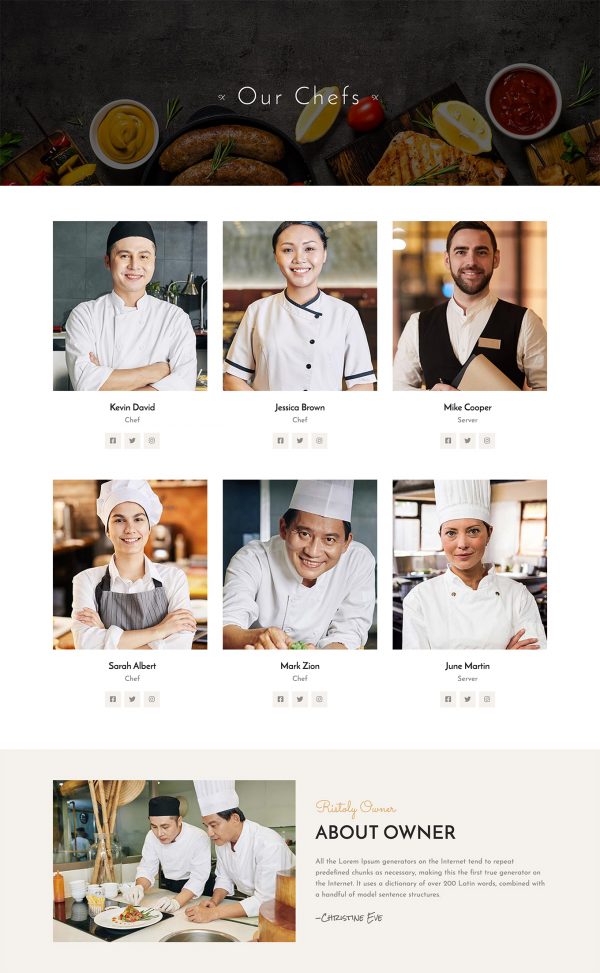 Our Chefs
Kevin David
Chef
Jessica Brown
Chef
Mike Cooper
Server
Sarah Albert
Chef
Mark Zion
Chef
June Martin
Server
Ristoly Owner
ABOUT OWNER
All the Lorem Ipsum generators on the Internet tend to repeat
predefined chunks as necessary, making this the first true generator on
the Internet. It uses a dictionary of over 200 Latin words, combined with
a handful of model sentence structures.
—Christine Eve